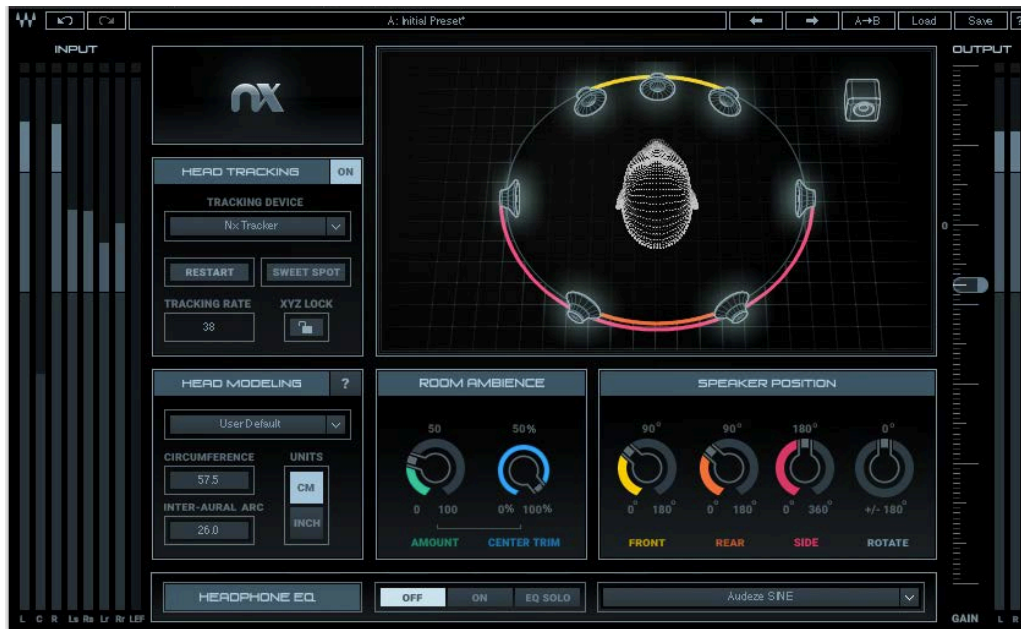 A: Initial Preset*
A→B
Load
Save
?
INPUT
OUTPUT
nx
HEAD TRACKING
ON
TRACKING DEVICE
Nx Tracker
RESTART
SWEET SPOT
TRACKING RATE
XYZ LOCK
38
0
HEAD MODELING
?
User Default
CIRCUMFERENCE
UNITS
57.5
CM
INTER-AURAL ARC
26.0
INCH
ROOM AMBIENCE
50
50%
0 100
0% 100%
AMOUNT
CENTER TRIM
SPEAKER POSITION
90°
90°
180°
0°
0° 180°
0° 180°
0° 360°
+/- 180°
FRONT
REAR
SIDE
ROTATE
HEADPHONE EQ
OFF
ON
EQ SOLO
Audeze SINE
L C R Ls Rs Lr Rr LEF
GAIN
L R